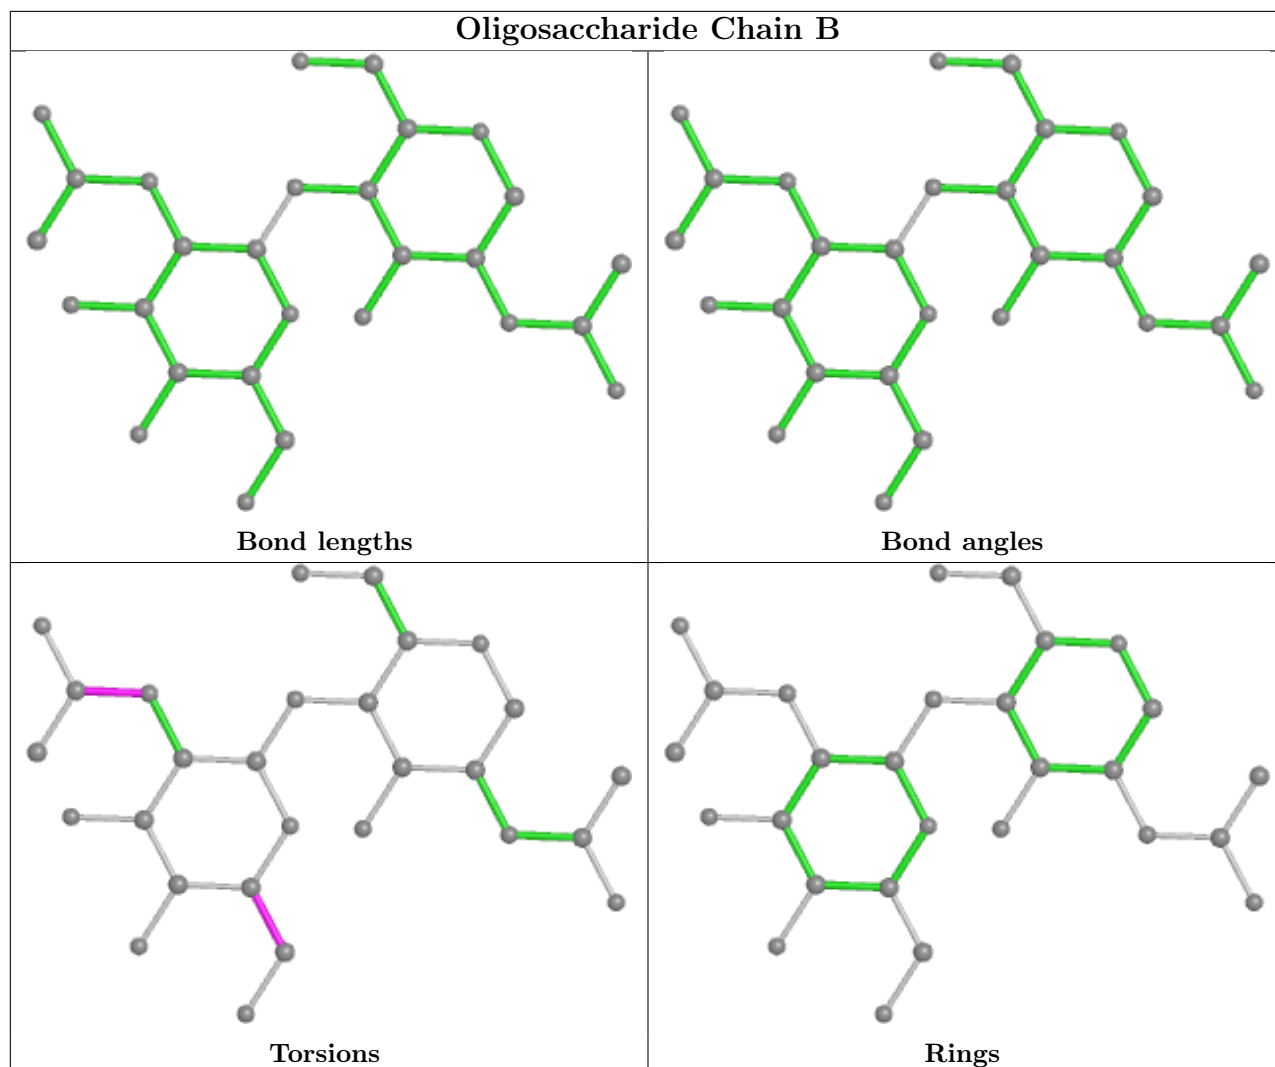 Oligosaccharide Chain B
Bond lengths
Bond angles
Torsions
Rings